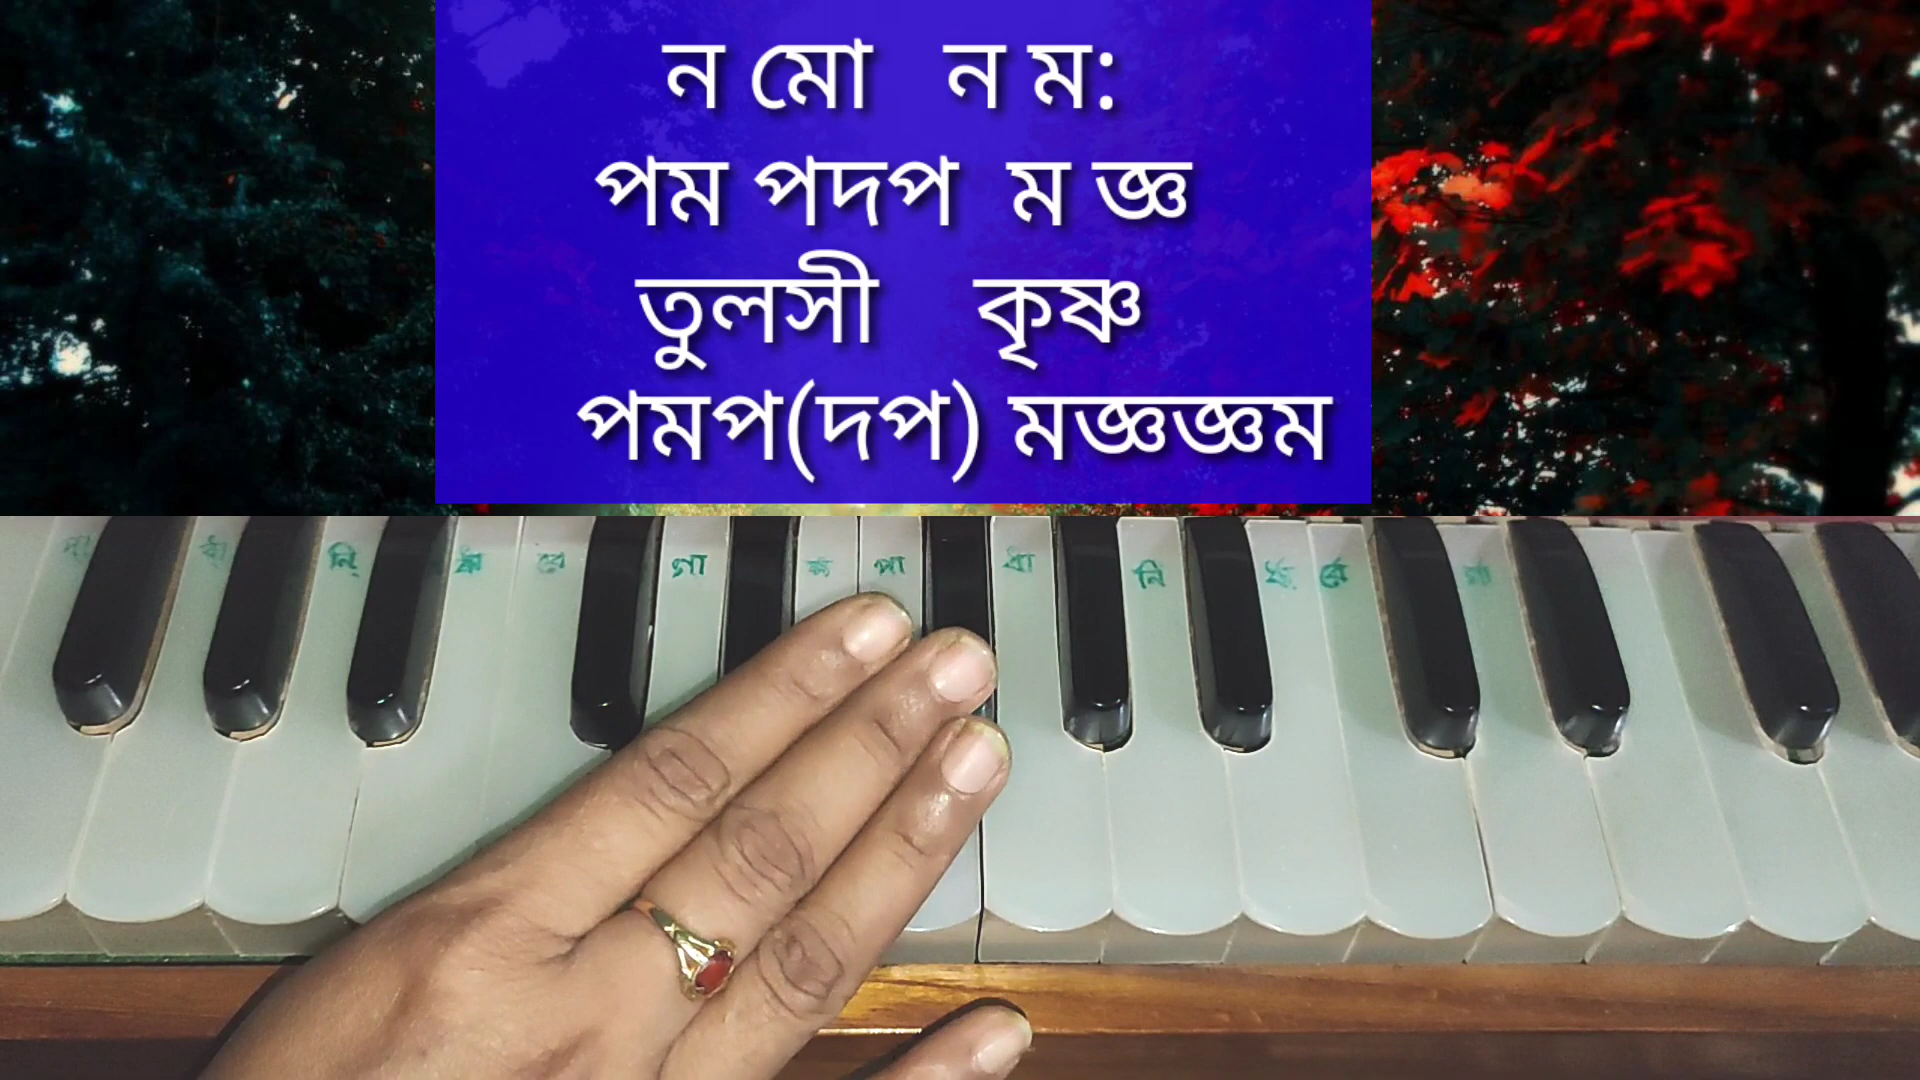 ন মো ন ম:
পম পদপ ম জ্ঞ
তুলসী কৃষ্ণ
পমপ(দপ) মজ্ঞজ্ঞম
নি রে গা পা ধা নি রে